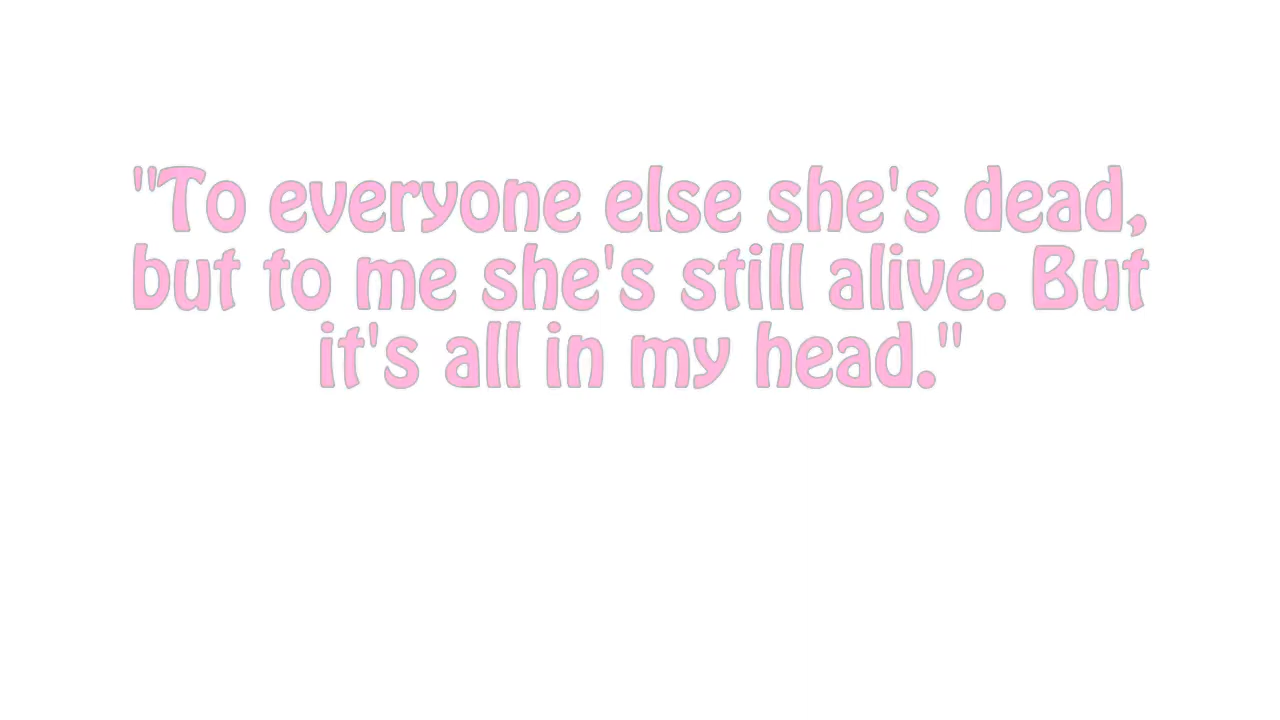 "To everyone else she's dead,
but to me she's still alive. But
it's all in my head."